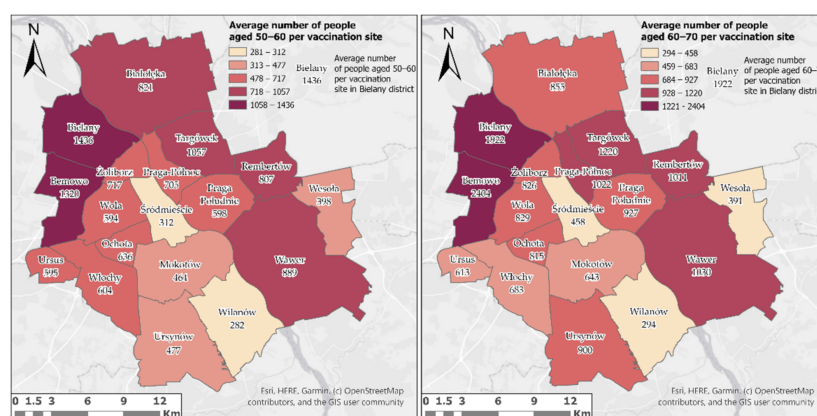 N
Average number of people
aged 50–60 per vaccination site
281 – 312
313 – 477
478 – 717
718 – 1057
1058 – 1436
Bielany
1436
Average number
of people aged 50-60
per vaccination
site in Bielany district
Białołęka
821
Bielany
1436
Targówek
1057
Bemowo
1320
Żoliborz
717
Praga-Północ
705
Rembertów
807
Wesoła
398
Wola
594
Śródmieście
312
Praga
Południe
598
Ochota
636
Ursus
595
Włochy
604
Mokotów
461
Wawer
889
Wilanów
282
Ursynów
477
Esri, HERE, Garmin, (c) OpenStreetMap
contributors, and the GIS user community
0 1.5 3 6 9 12
Km
N
Average number of people
aged 60–70 per vaccination site
294 – 458
459 – 683
684 – 927
928 – 1220
1221 - 2404
Bielany
1922
Average number
of people aged 60-
per vaccination
site in Bielany distric
Białołęka
853
Bielany
1922
Targówek
1220
Bemowo
2404
Żoliborz
826
Praga-Północ
1022
Rembertów
1011
Wesoła
391
Wola
829
Śródmieście
458
Praga
Południe
927
Ochota
815
Ursus
613
Włochy
683
Mokotów
643
Wawer
1030
Wilanów
294
Ursynów
900
Esri, HERE, Garmin, (c) OpenStreetMap
contributors, and the GIS user community
0 1.5 3 6 9 12
Km